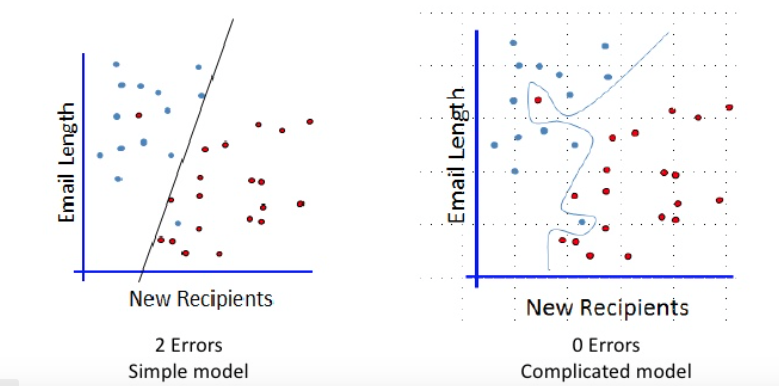 Email Length
New Recipients
2 Errors
Simple model
Email Length
New Recipients
0 Errors
Complicated model